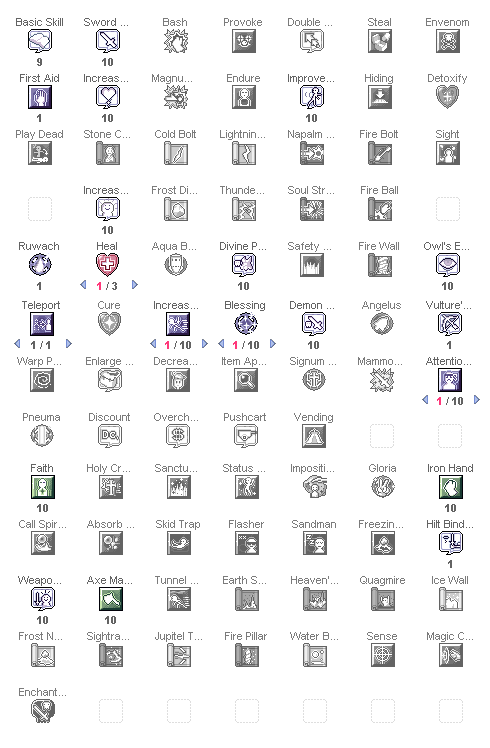 Basic Skill Sword ... Bash Provoke Double ... Steal Envenom
9 10
First Aid Increas... Magnu... Endure Improve... Hiding Detoxify
1 10 10
Play Dead Stone C... Cold Bolt Lightnin... Napalm ... Fire Bolt Sight
Increas... Frost Di... Thunde... Soul Str... Fire Ball
10
Ruwach Heal Aqua B... Divine P... Safety ... Fire Wall Owl's E...
1 1 / 3 10 10
Teleport Cure Increas... Blessing Demon ... Angelus Vulture'...
1 / 1 1 / 10 1 / 10 10 1
Warp P... Enlarge ... Decrea... Item Ap... Signum ... Mammo... Attentio...
1 / 10
Pneuma Discount Overch... Pushcart Vending
Faith Holy Cr... Sanctu... Status ... Impositi... Gloria Iron Hand
10 10
Call Spir... Absorb ... Skid Trap Flasher Sandman Freezin... Hilt Bind...
1
Weapo... Axe Ma... Tunnel ... Earth S... Heaven'... Quagmire Ice Wall
10 10
Frost N... Sightra... Jupitel T... Fire Pillar Water B... Sense Magic C...
Enchant...